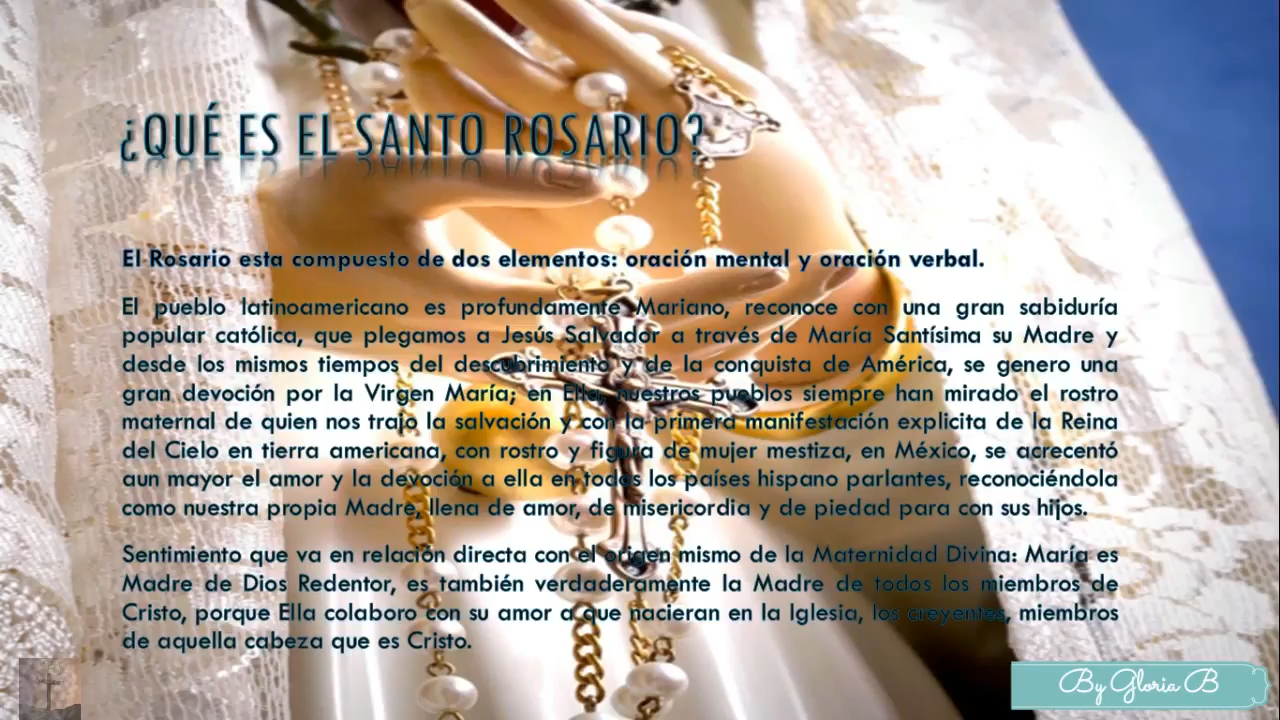 ¿QUÉ ES EL SANTO ROSARIO?
El Rosario esta compuesto de dos elementos: oración mental y oración verbal.
El pueblo latinoamericano es profundamente Mariano, reconoce con una gran sabiduría
popular católica, que plegamos a Jesús Salvador a través de María Santísima su Madre y
desde los mismos tiempos del descubrimiento y de la conquista de América, se genero una
gran devoción por la Virgen María; en Ella, nuestros pueblos siempre han mirado el rostro
maternal de quien nos trajo la salvación y con la primera manifestación explicita de la Reina
del Cielo en tierra americana, con rostro y figura de mujer mestiza, en México, se acrecentó
aun mayor el amor y la devoción a ella en todos los países hispano parlantes, reconociéndola
como nuestra propia Madre, llena de amor, de misericordia y de piedad para con sus hijos.
Sentimiento que va en relación directa con el origen mismo de la Maternidad Divina: María es
Madre de Dios Redentor, es también verdaderamente la Madre de todos los miembros de
Cristo, porque Ella colaboro con su amor a que nacieran en la Iglesia, los creyentes, miembros
de aquella cabeza que es Cristo.
By Gloria B